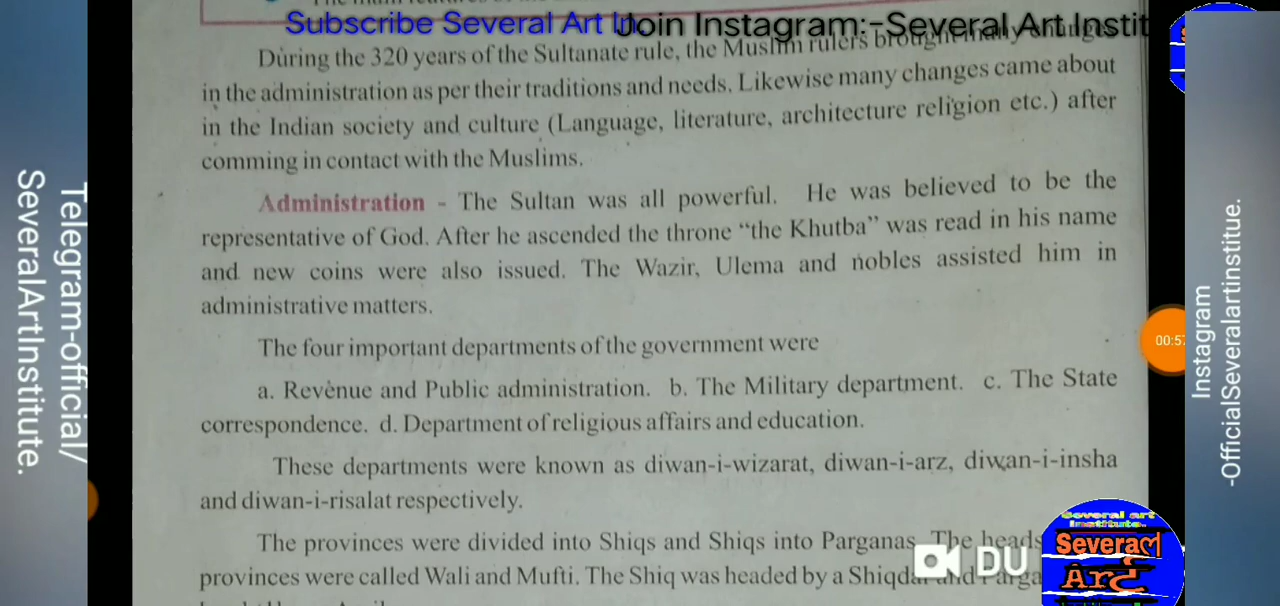 Subscribe Several Art In
Join Instagram:-Several Art Instit
During the 320 years of the Sultanate rule, the Muslim rulers brought many changes
in the administration as per their traditions and needs. Likewise many changes came about
in the Indian society and culture (Language, literature, architecture religion etc.) after
comming in contact with the Muslims.
Administration - The Sultan was all powerful. He was believed to be the
representative of God. After he ascended the throne “the Khutba” was read in his name
and new coins were also issued. The Wazir, Ulema and nobles assisted him in
administrative matters.
The four important departments of the government were
a. Revenue and Public administration. b. The Military department. c. The State
correspondence. d. Department of religious affairs and education.
These departments were known as diwan-i-wizarat, diwan-i-arz, diwan-i-insha
and diwan-i-risalat respectively.
The provinces were divided into Shiqs and Shiqs into Parganas. The heads
provinces were called Wali and Mufti. The Shiq was headed by a
Telegram-official/
SeveralArtInstitute.
Instagram
-OfficialSeveralartinstitue.
00:57
DU
Several art
institute.
Several
Art